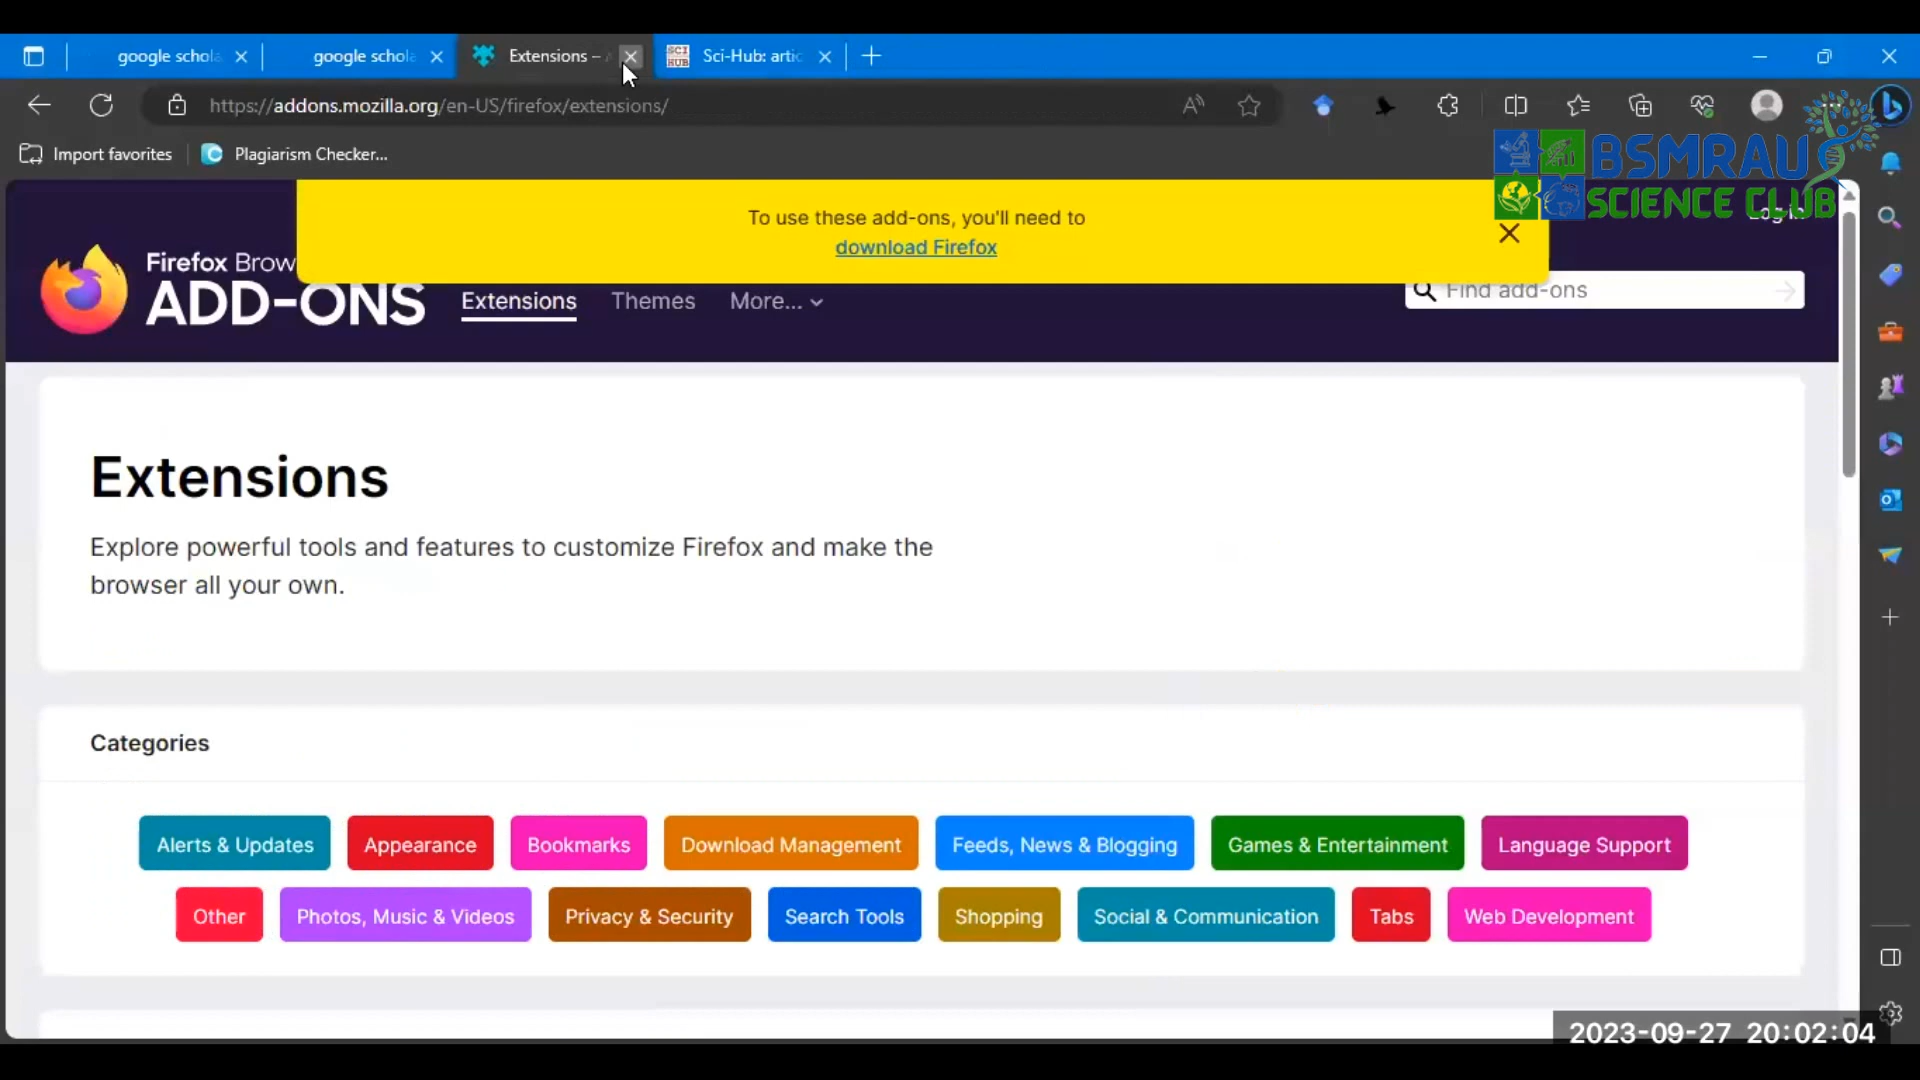 google schola
google schola
Extensions – A
SCI HUB
Sci-Hub: artic
https://addons.mozilla.org/en-US/firefox/extensions/
Import favorites
Plagiarism Checker...
BSMRAU
SCIENCE CLUB
To use these add-ons, you'll need to
download Firefox
Log in
Firefox Brow
ADD-ONS
Extensions
Themes
More...
Find add-ons
Extensions
Explore powerful tools and features to customize Firefox and make the
browser all your own.
Categories
Alerts & Updates
Appearance
Bookmarks
Download Management
Feeds, News & Blogging
Games & Entertainment
Language Support
Other
Photos, Music & Videos
Privacy & Security
Search Tools
Shopping
Social & Communication
Tabs
Web Development
2023-09-27 20:02:04